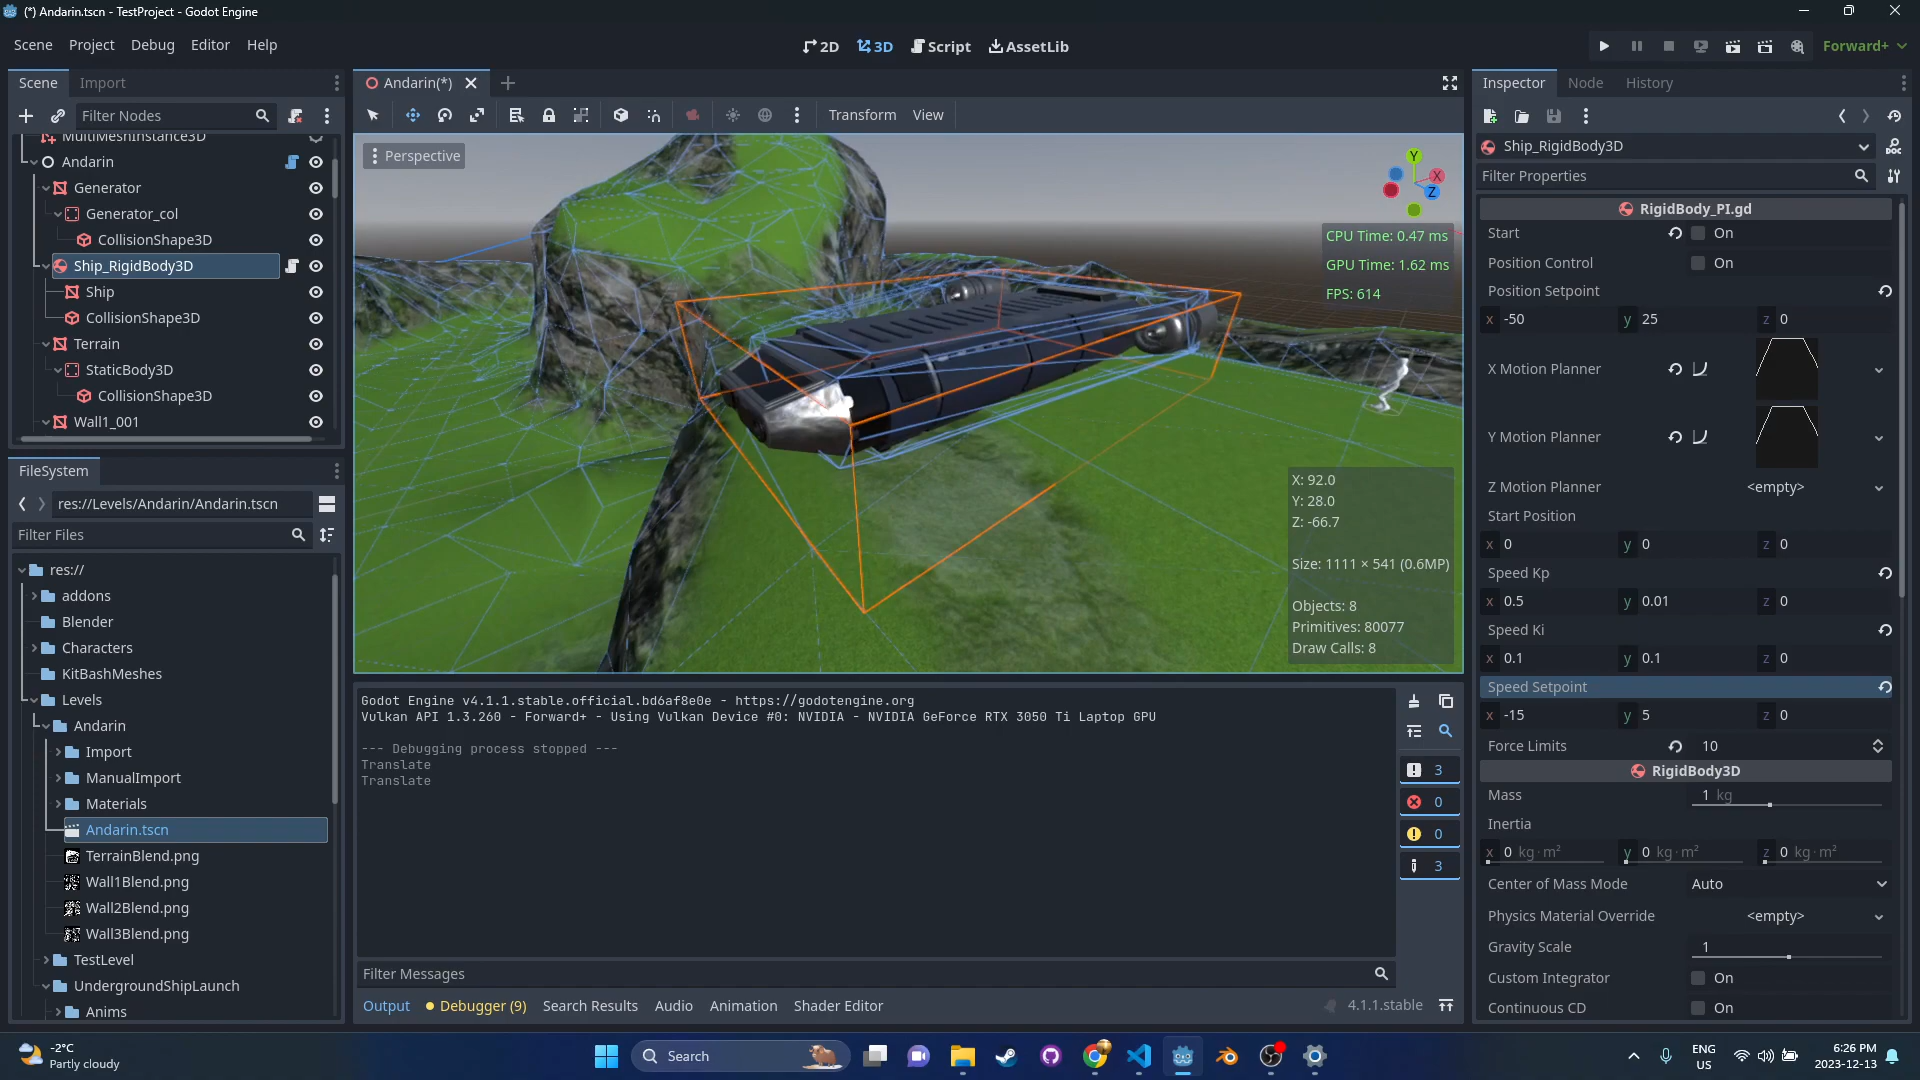 (*) Andarin.tscn - TestProject - Godot Engine
Scene Project Debug Editor Help
2D 3D Script AssetLib
Forward+
Scene Import
Filter Nodes
MultiMeshInstance3D
Andarin
Generator
Generator_col
CollisionShape3D
Ship_RigidBody3D
Ship
CollisionShape3D
Terrain
StaticBody3D
CollisionShape3D
Wall1_001
FileSystem
res://Levels/Andarin/Andarin.tscn
Filter Files
res://
addons
Blender
Characters
KitBashMeshes
Levels
Andarin
Import
ManualImport
Materials
Andarin.tscn
TerrainBlend.png
Wall1Blend.png
Wall2Blend.png
Wall3Blend.png
TestLevel
UndergroundShipLaunch
Anims
Andarin(*)
Transform View
Perspective
Y
X
Z
CPU Time: 0.47 ms
GPU Time: 1.62 ms
FPS: 614
X: 92.0
Y: 28.0
Z: -66.7
Size: 1111 × 541 (0.6MP)
Objects: 8
Primitives: 80077
Draw Calls: 8
Godot Engine v4.1.1.stable.official.bd6af8e0e - https://godotengine.org
Vulkan API 1.3.260 - Forward+ - Using Vulkan Device #0: NVIDIA - NVIDIA GeForce RTX 3050 Ti Laptop GPU
--- Debugging process stopped ---
Translate
Translate
3
0
0
3
Filter Messages
Output Debugger (9) Search Results Audio Animation Shader Editor
4.1.1.stable
Inspector Node History
Ship_RigidBody3D
DOC
Filter Properties
RigidBody_PI.gd
Start On
Position Control On
Position Setpoint
x -50 y 25 z 0
X Motion Planner
Y Motion Planner
Z Motion Planner <empty>
Start Position
x 0 y 0 z 0
Speed Kp
x 0.5 y 0.01 z 0
Speed Ki
x 0.1 y 0.1 z 0
Speed Setpoint
x -15 y 5 z 0
Force Limits 10
RigidBody3D
Mass 1 kg
Inertia
x 0 kg·m² y 0 kg·m² z 0 kg·m²
Center of Mass Mode Auto
Physics Material Override <empty>
Gravity Scale 1
Custom Integrator On
Continuous CD On
-2°C
Partly cloudy
Search
ENG
US
6:26 PM
2023-12-13